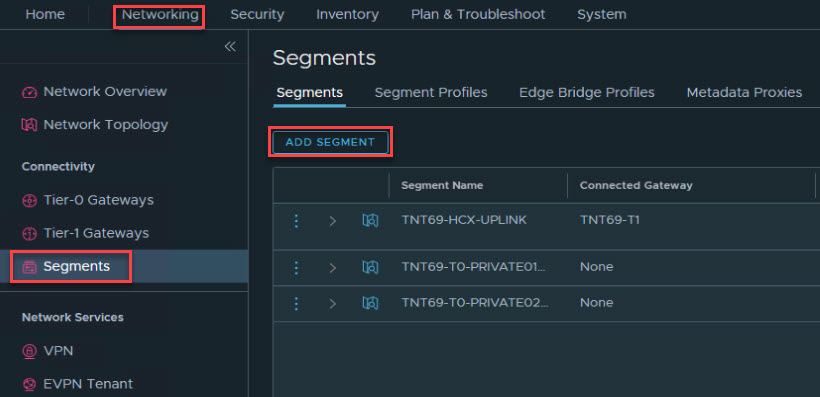 Home Networking Security Inventory Plan & Troubleshoot System
«
Segments
Segments Segment Profiles Edge Bridge Profiles Metadata Proxies
ADD SEGMENT
Network Overview
Network Topology
Connectivity
Tier-0 Gateways
Tier-1 Gateways
Segments
Network Services
VPN
EVPN Tenant
Segment Name Connected Gateway
TNT69-HCX-UPLINK TNT69-T1
TNT69-T0-PRIVATE01... None
TNT69-T0-PRIVATE02... None